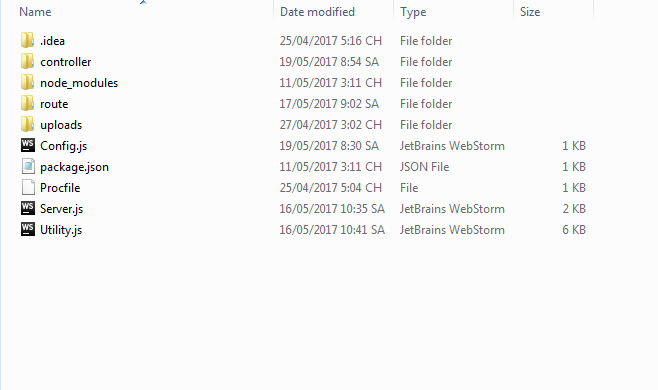 Name Date modified Type Size
.idea 25/04/2017 5:16 CH File folder
controller 19/05/2017 8:54 SA File folder
node_modules 11/05/2017 3:11 CH File folder
route 17/05/2017 9:02 SA File folder
uploads 27/04/2017 3:02 CH File folder
WS Config.js 19/05/2017 8:30 SA JetBrains WebStorm 1 KB
package.json 11/05/2017 3:11 CH JSON File 1 KB
Procfile 25/04/2017 5:04 CH File 1 KB
WS Server.js 16/05/2017 10:35 SA JetBrains WebStorm 2 KB
WS Utility.js 16/05/2017 10:41 SA JetBrains WebStorm 6 KB